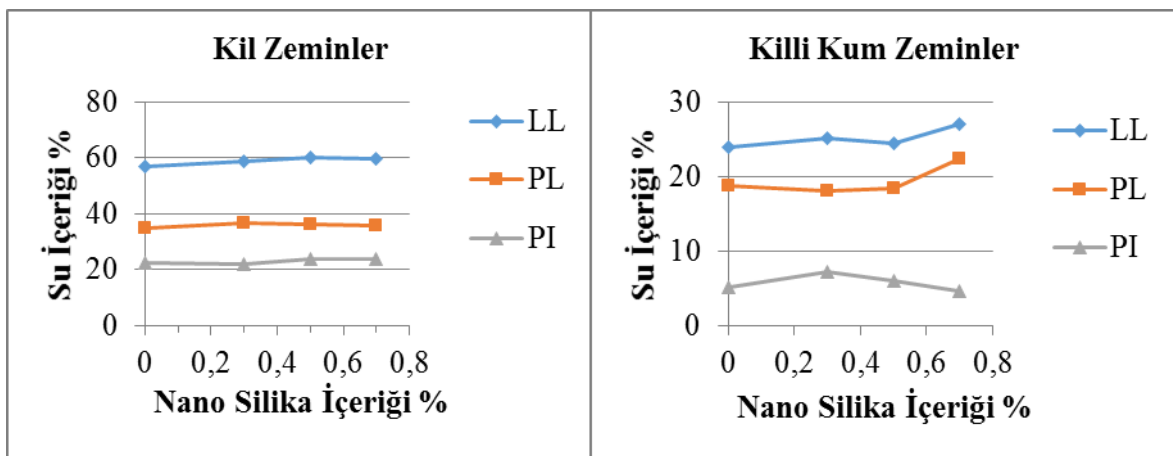 Kil Zeminler
Su İçeriği %
80
60
40
20
0
0 0,2 0,4 0,6 0,8
Nano Silika İçeriği %
LL
PL
PI
Killi Kum Zeminler
Su İçeriği %
30
20
10
0
0 0,2 0,4 0,6 0,8
Nano Silika İçeriği %
LL
PL
PI